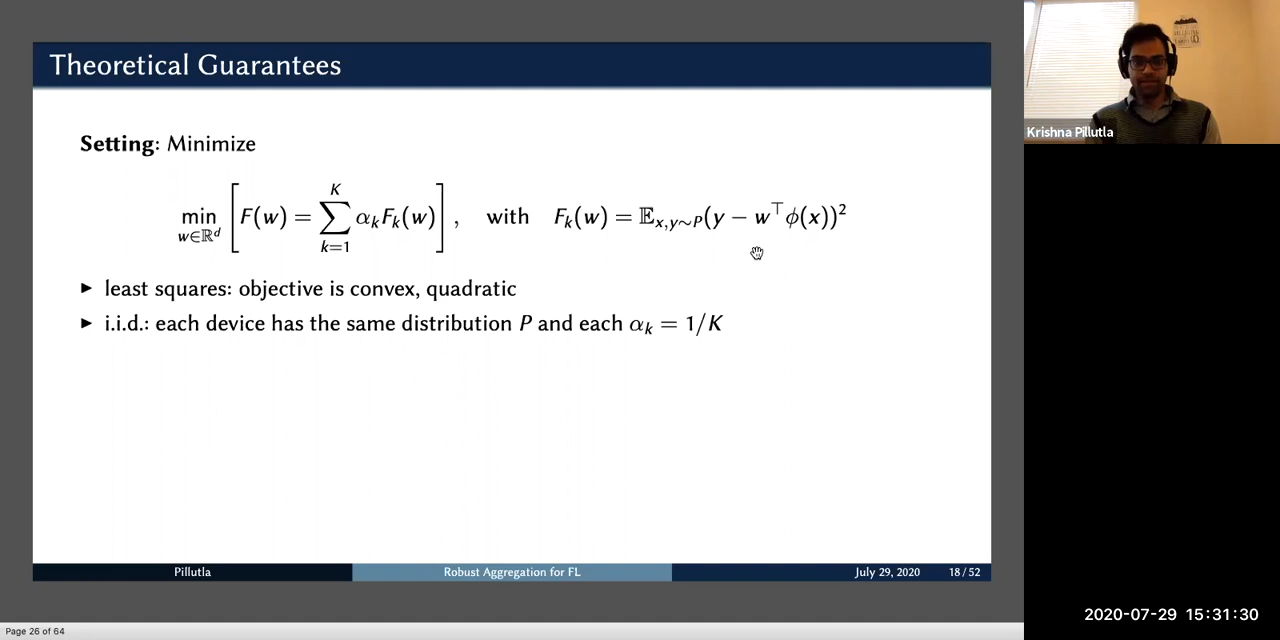 Theoretical Guarantees
Setting: Minimize
min_{w∈ℝ^d} [ F(w) = ∑_{k=1}^{K} α_k F_k(w) ] , with F_k(w) = 𝔼_{x,y∼P}(y − w^⊤ϕ(x))^2
► least squares: objective is convex, quadratic
► i.i.d.: each device has the same distribution P and each α_k = 1/K
Pillutla Robust Aggregation for FL July 29, 2020 18/52
Page 26 of 64
Krishna Pillutla
2020-07-29 15:31:30